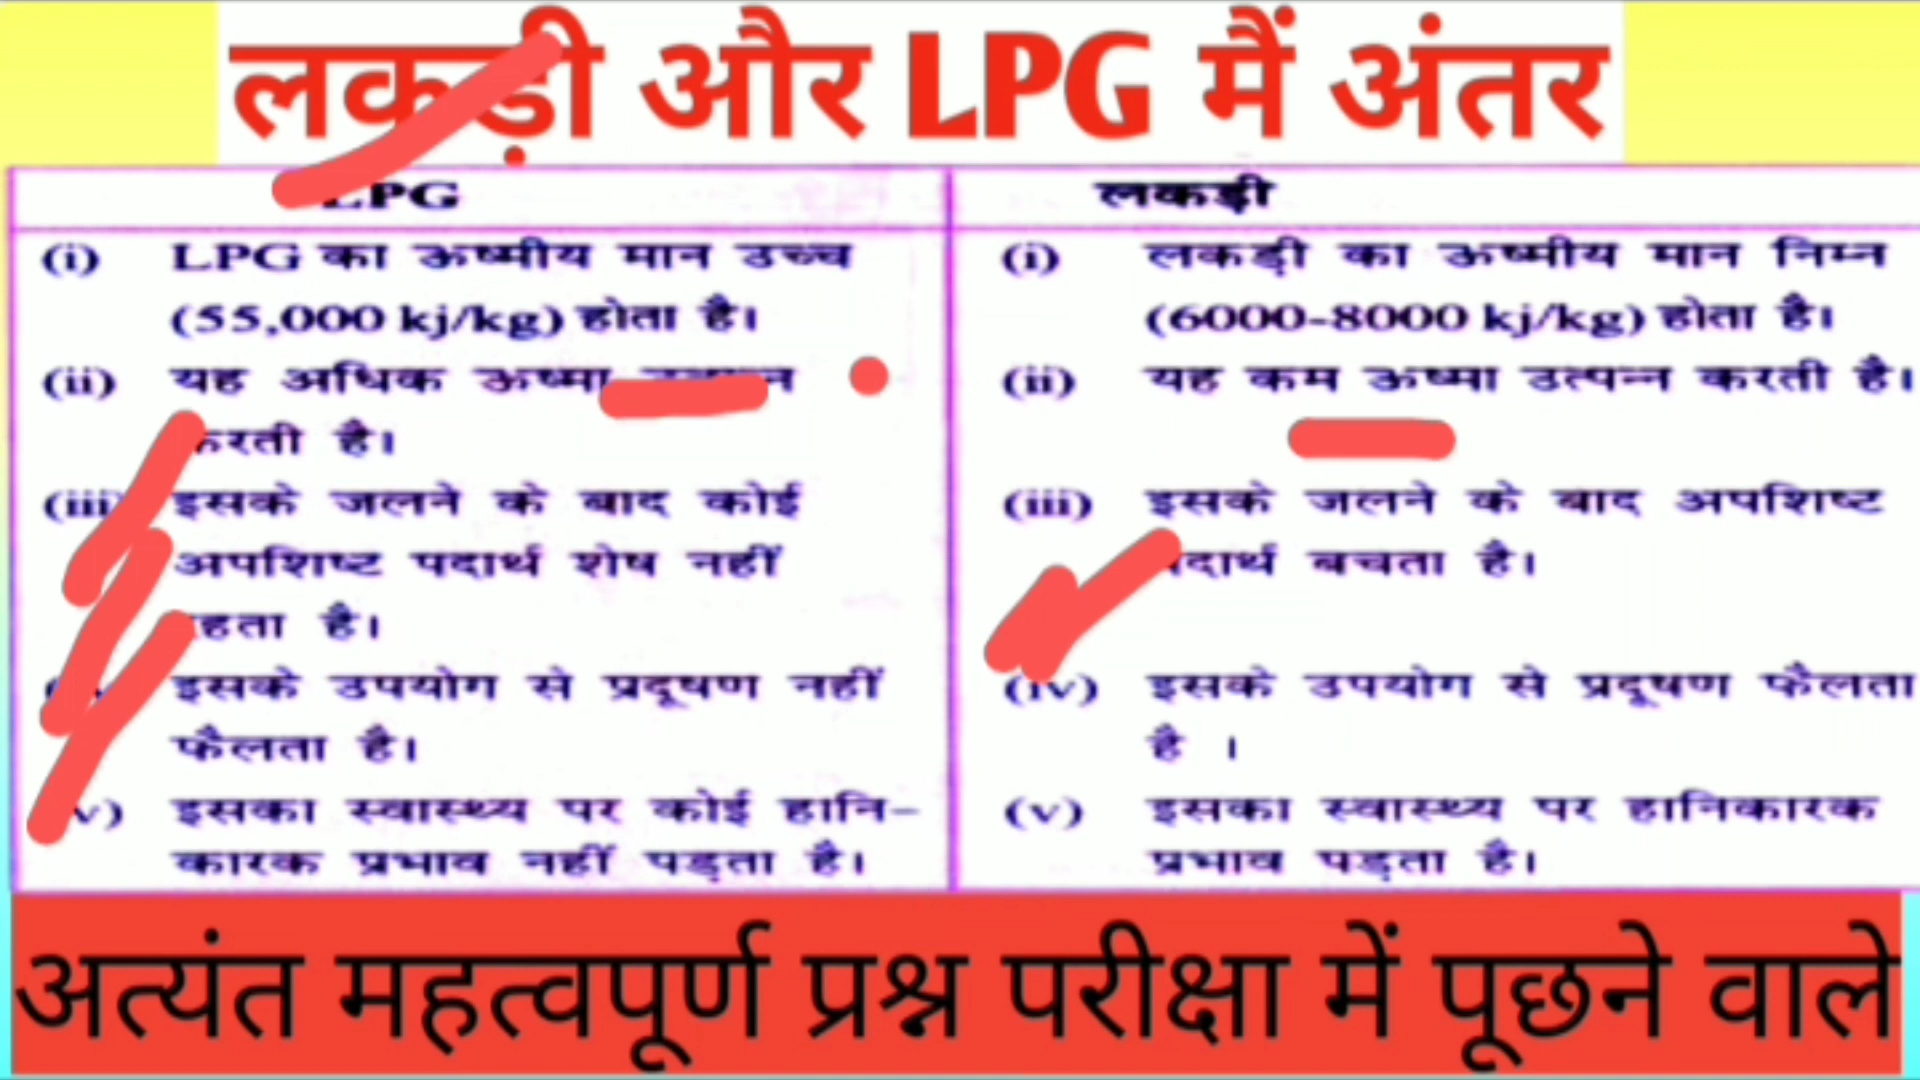 लकड़ी और LPG मैं अंतर
LPG
लकड़ी
(i) LPG का ऊष्मीय मान उच्च
(55,000 kj/kg) होता है।
(ii) यह अधिक ऊष्मा उत्पन्न
करती है।
(iii) इसके जलने के बाद कोई
अपशिष्ट पदार्थ शेष नहीं
रहता है।
इसके उपयोग से प्रदूषण नहीं
फैलता है।
(v) इसका स्वास्थ्य पर कोई हानि-
कारक प्रभाव नहीं पड़ता है।
(i) लकड़ी का ऊष्मीय मान निम्न
(6000-8000 kj/kg) होता है।
(ii) यह कम ऊष्मा उत्पन्न करती है।
(iii) इसके जलने के बाद अपशिष्ट
पदार्थ बचता है।
(iv) इसके उपयोग से प्रदूषण फैलता
है ।
(v) इसका स्वास्थ्य पर हानिकारक
प्रभाव पड़ता है।
अत्यंत महत्वपूर्ण प्रश्न परीक्षा में पूछने वाले